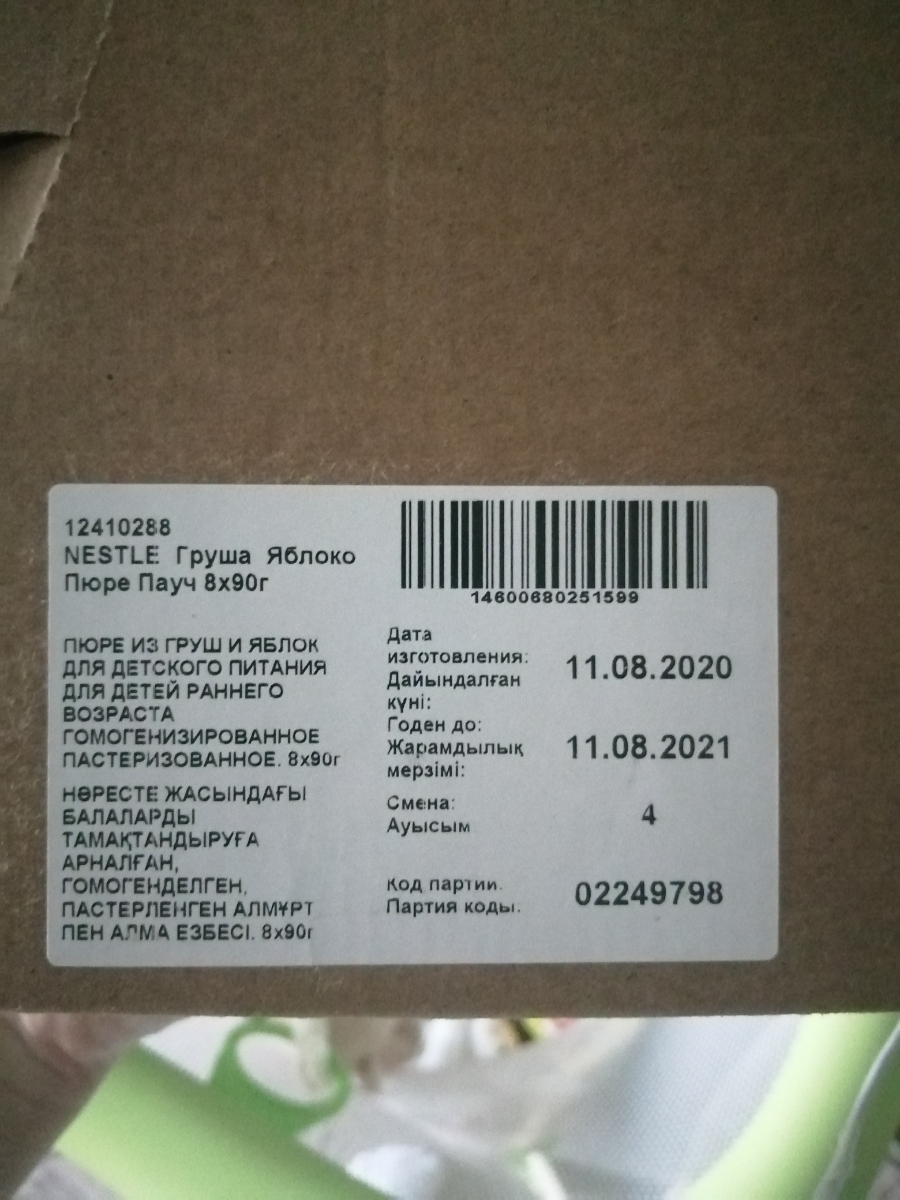 12410288
NESTLE Груша Яблоко
Пюре Пауч 8х90г
14600680251599
ПЮРЕ ИЗ ГРУШ И ЯБЛОК
ДЛЯ ДЕТСКОГО ПИТАНИЯ
ДЛЯ ДЕТЕЙ РАННЕГО
ВОЗРАСТА
ГОМОГЕНИЗИРОВАННОЕ
ПАСТЕРИЗОВАННОЕ. 8х90г
НӘРЕСТЕ ЖАСЫНДАҒЫ
БАЛАЛАРДЫ
ТАМАҚТАНДЫРУҒА
АРНАЛҒАН,
ГОМОГЕНДЕЛГЕН,
ПАСТЕРЛЕНГЕН АЛМҰРТ
ПЕН АЛМА ЕЗБЕСІ. 8х90г
Дата
изготовления:
Дайындалған
күні:
11.08.2020
Годен до:
Жарамдылық
мерзімі:
11.08.2021
Смена:
Ауысым
4
Код партии.
Партия коды.
02249798